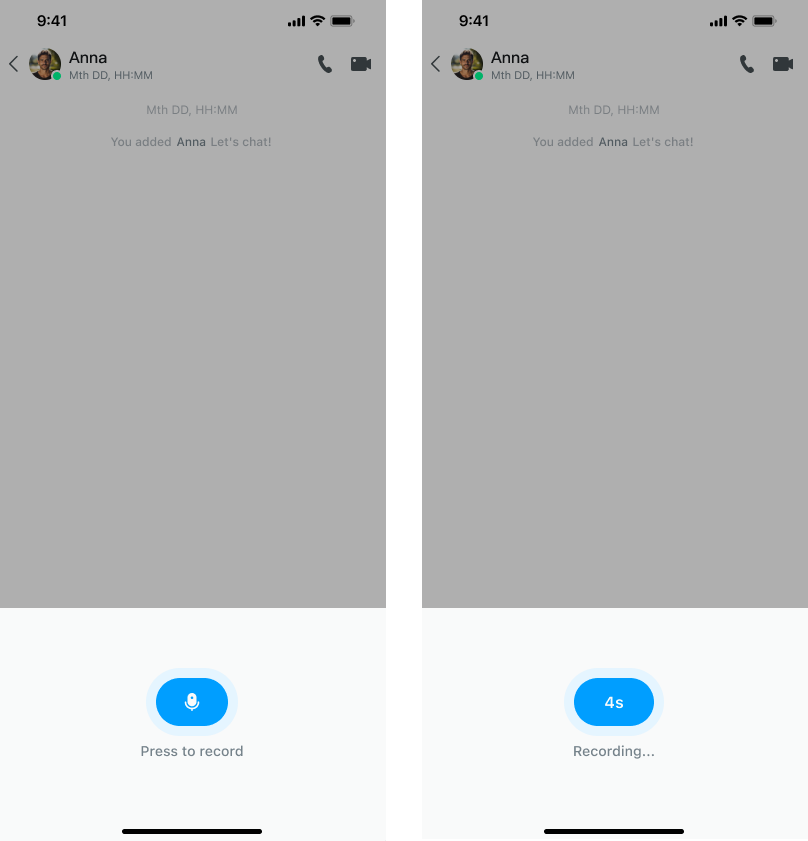 9:41
Anna
Mth DD, HH:MM
Mth DD, HH:MM
You added Anna Let's chat!
Press to record
9:41
Anna
Mth DD, HH:MM
Mth DD, HH:MM
You added Anna Let's chat!
4s
Recording...